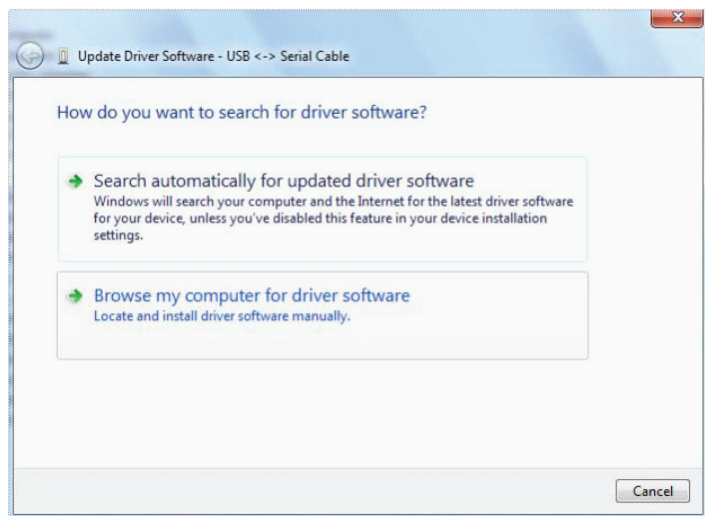 Update Driver Software - USB <-> Serial Cable
How do you want to search for driver software?
Search automatically for updated driver software
Windows will search your computer and the Internet for the latest driver software
for your device, unless you've disabled this feature in your device installation
settings.
Browse my computer for driver software
Locate and install driver software manually.
Cancel